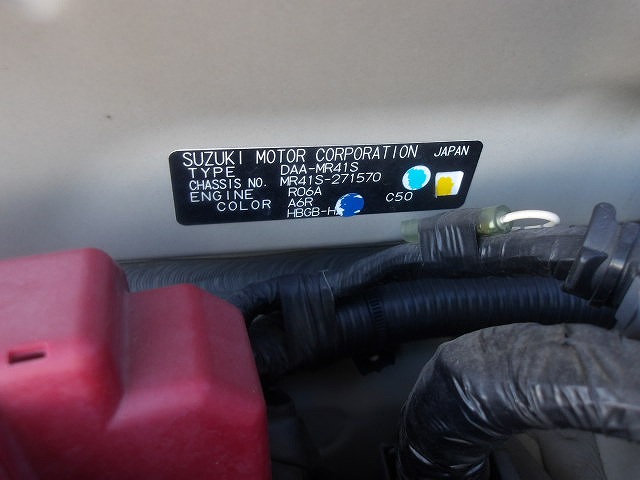 SUZUKI MOTOR CORPORATION JAPAN
TYPE DAA-MR41S
CHASSIS NO. MR41S-271570
ENGINE R06A
COLOR A6R C50
HBGB-H